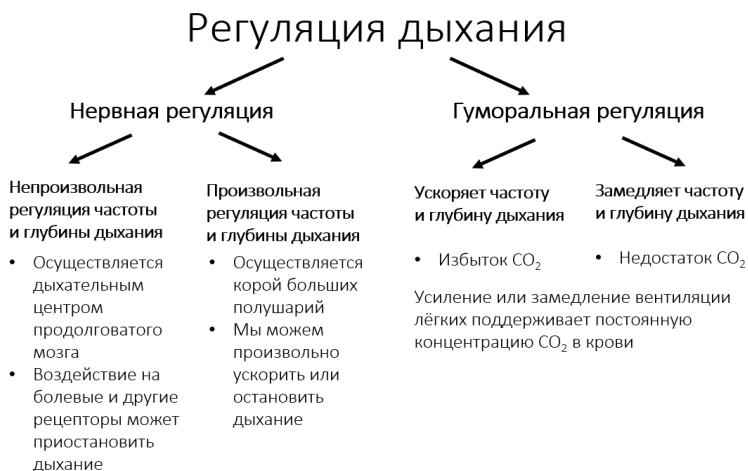 Регуляция дыхания
Нервная регуляция
Гуморальная регуляция
Непроизвольная
регуляция частоты
и глубины дыхания
• Осуществляется
дыхательным
центром
продолговатого
мозга
• Воздействие на
болевые и другие
рецепторы может
приостановить
дыхание
Произвольная
регуляция частоты
и глубины дыхания
• Осуществляется
корой больших
полушарий
• Мы можем
произвольно
ускорить или
остановить
дыхание
Ускоряет частоту
и глубину дыхания
• Избыток CO₂
Замедляет частоту
и глубину дыхания
• Недостаток CO₂
Усиление или замедление вентиляции
лёгких поддерживает постоянную
концентрацию CO₂ в крови